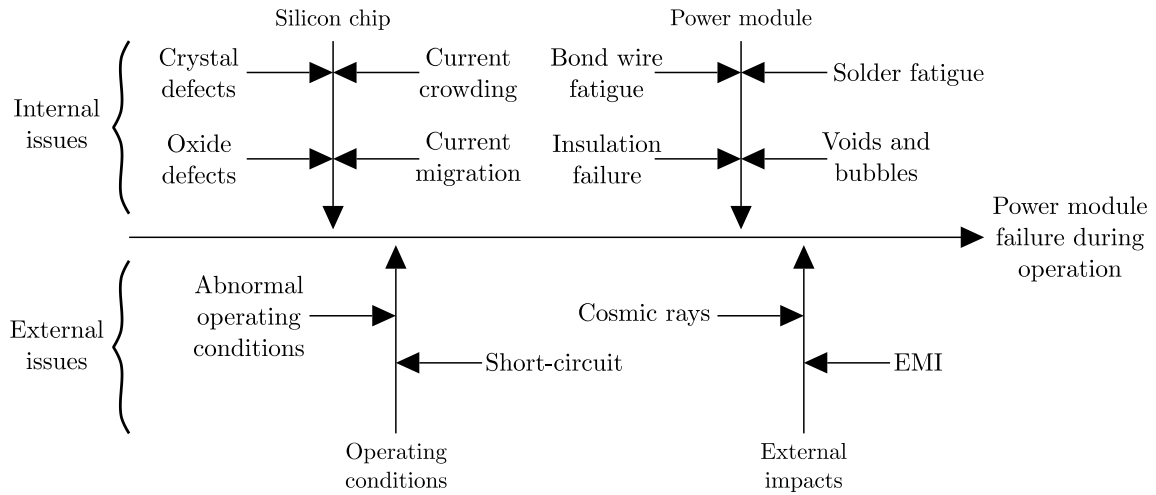 Silicon chip
Power module
Crystal
defects
Current
crowding
Bond wire
fatigue
Solder fatigue
Internal
issues
Oxide
defects
Current
migration
Insulation
failure
Voids and
bubbles
Power module
failure during
operation
External
issues
Abnormal
operating
conditions
Short-circuit
Cosmic rays
EMI
Operating
conditions
External
impacts